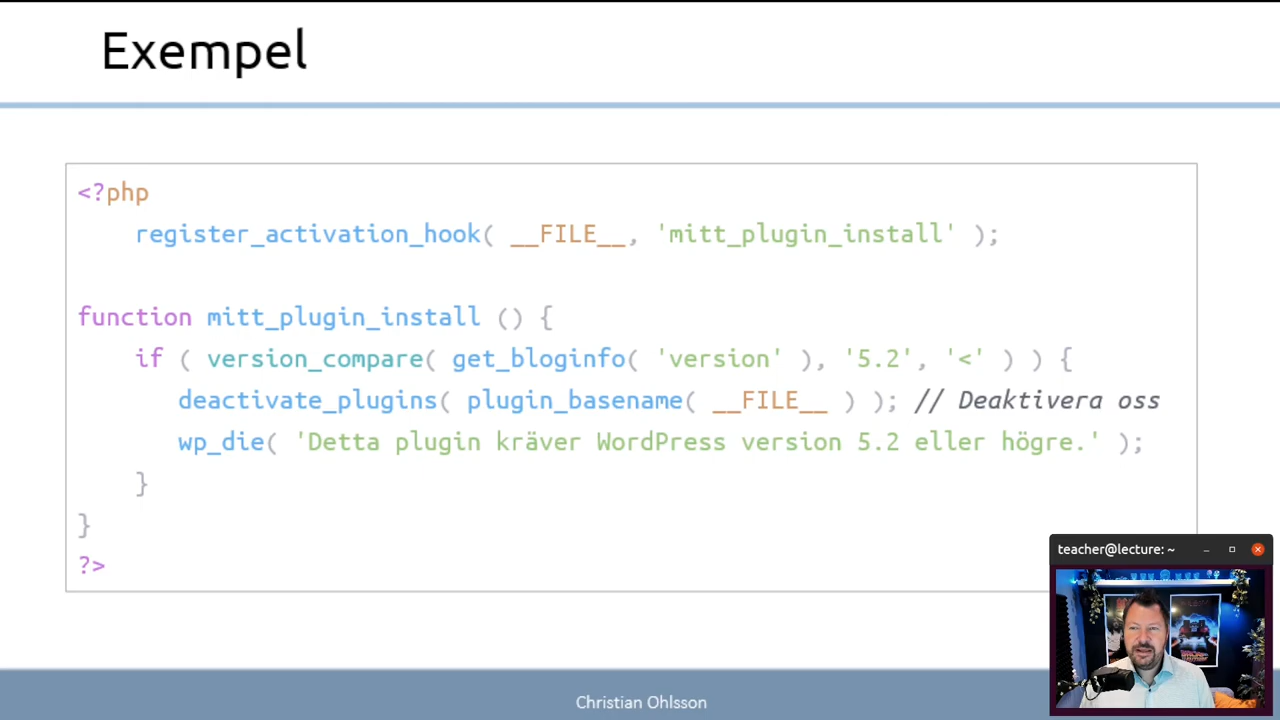 Exempel
<?php
register_activation_hook( __FILE__, 'mitt_plugin_install' );
function mitt_plugin_install () {
if ( version_compare( get_bloginfo( 'version' ), '5.2', '<' ) ) {
deactivate_plugins( plugin_basename( __FILE__ ) ); // Deaktivera oss
wp_die( 'Detta plugin kräver WordPress version 5.2 eller högre.' );
}
}
?>
teacher@lecture: ~
Christian Ohlsson